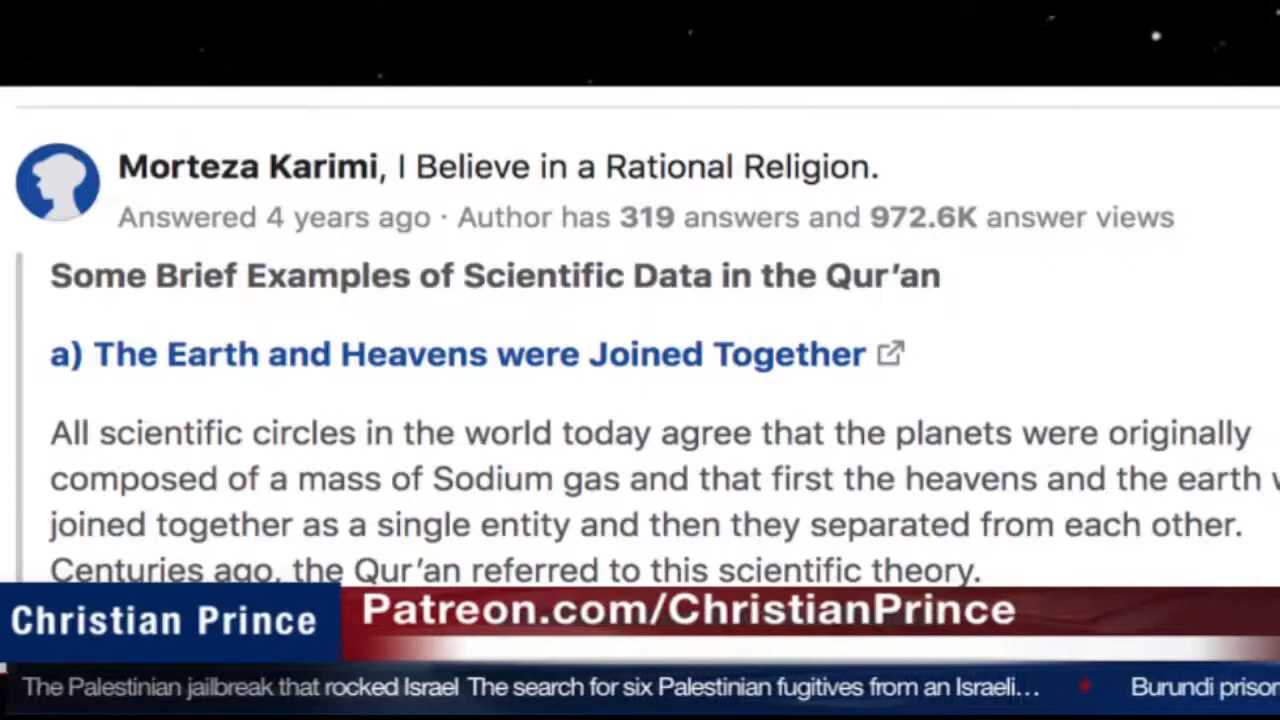 Morteza Karimi, I Believe in a Rational Religion.
Answered 4 years ago · Author has 319 answers and 972.6K answer views
Some Brief Examples of Scientific Data in the Qur’an
a) The Earth and Heavens were Joined Together
All scientific circles in the world today agree that the planets were originally
composed of a mass of Sodium gas and that first the heavens and the earth
joined together as a single entity and then they separated from each other.
Centuries ago, the Qur’an referred to this scientific theory.
Christian Prince
Patreon.com/ChristianPrince
The Palestinian jailbreak that rocked Israel The search for six Palestinian fugitives from an Israeli... Burundi prison